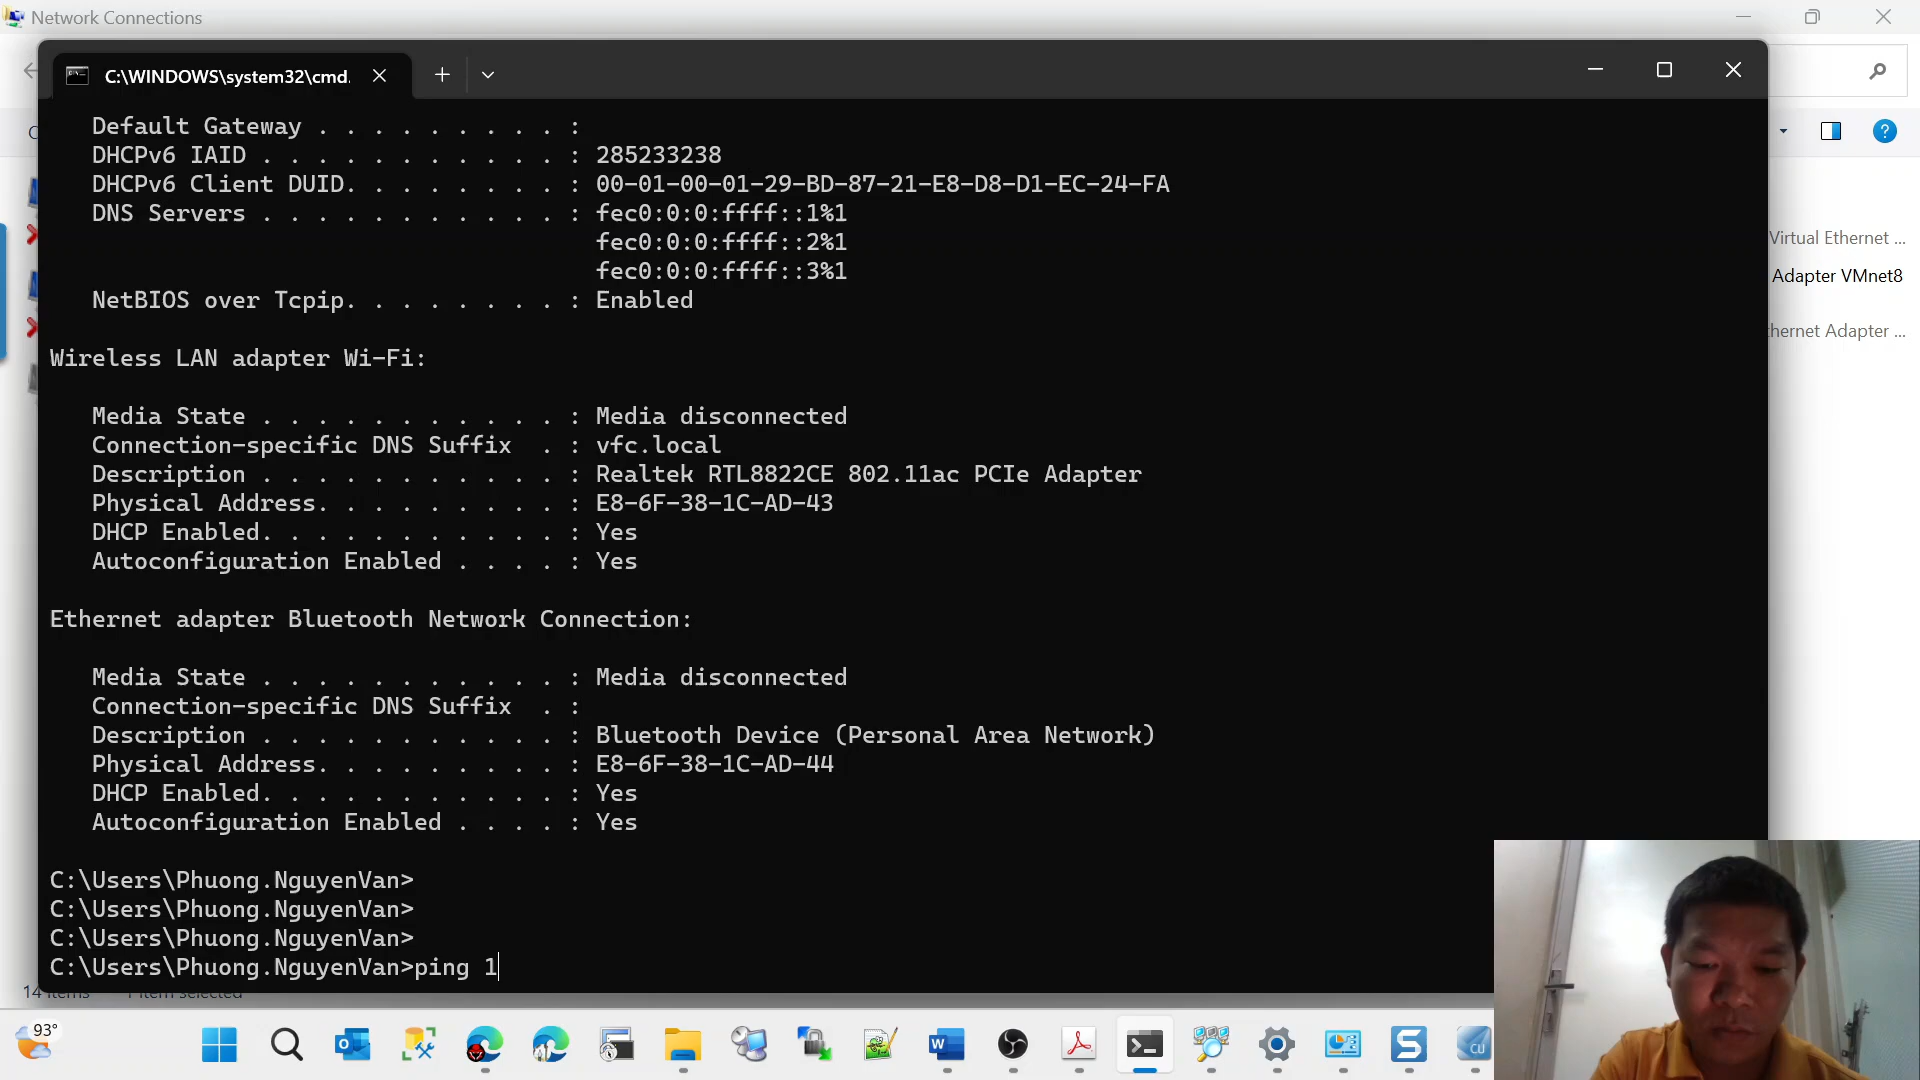 Network Connections
C:\WINDOWS\system32\cmd.
Default Gateway . . . . . . . . . :
DHCPv6 IAID . . . . . . . . . . . : 285233238
DHCPv6 Client DUID. . . . . . . . : 00-01-00-01-29-BD-87-21-E8-D8-D1-EC-24-FA
DNS Servers . . . . . . . . . . . : fec0:0:0:ffff::1%1
fec0:0:0:ffff::2%1
fec0:0:0:ffff::3%1
NetBIOS over Tcpip. . . . . . . . : Enabled
Virtual Ethernet ...
Adapter VMnet8
hernet Adapter ...
Wireless LAN adapter Wi-Fi:
Media State . . . . . . . . . . . : Media disconnected
Connection-specific DNS Suffix . : vfc.local
Description . . . . . . . . . . . : Realtek RTL8822CE 802.11ac PCIe Adapter
Physical Address. . . . . . . . . : E8-6F-38-1C-AD-43
DHCP Enabled. . . . . . . . . . . : Yes
Autoconfiguration Enabled . . . . : Yes
Ethernet adapter Bluetooth Network Connection:
Media State . . . . . . . . . . . : Media disconnected
Connection-specific DNS Suffix . :
Description . . . . . . . . . . . : Bluetooth Device (Personal Area Network)
Physical Address. . . . . . . . . : E8-6F-38-1C-AD-44
DHCP Enabled. . . . . . . . . . . : Yes
Autoconfiguration Enabled . . . . : Yes
C:\Users\Phuong.NguyenVan>
C:\Users\Phuong.NguyenVan>
C:\Users\Phuong.NguyenVan>
C:\Users\Phuong.NguyenVan>ping 1
14 items 1 item selected
93°